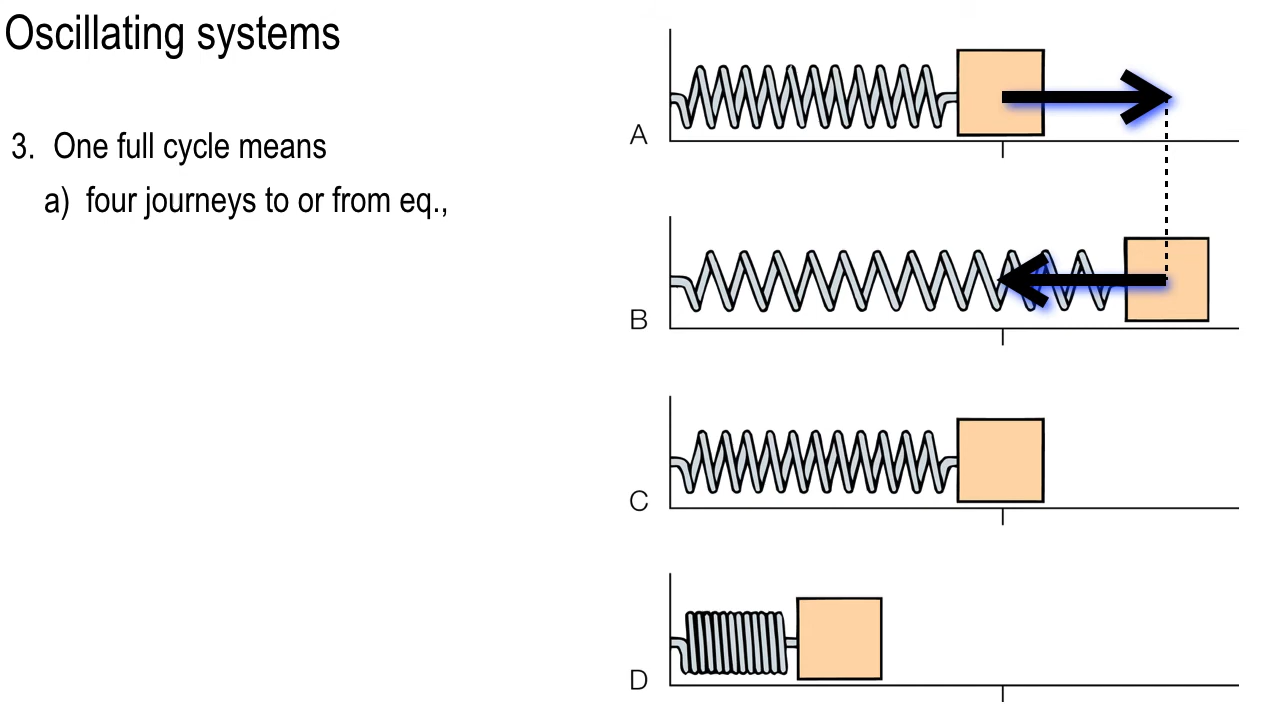 Oscillating systems
3. One full cycle means
a) four journeys to or from eq.,
A
B
C
D